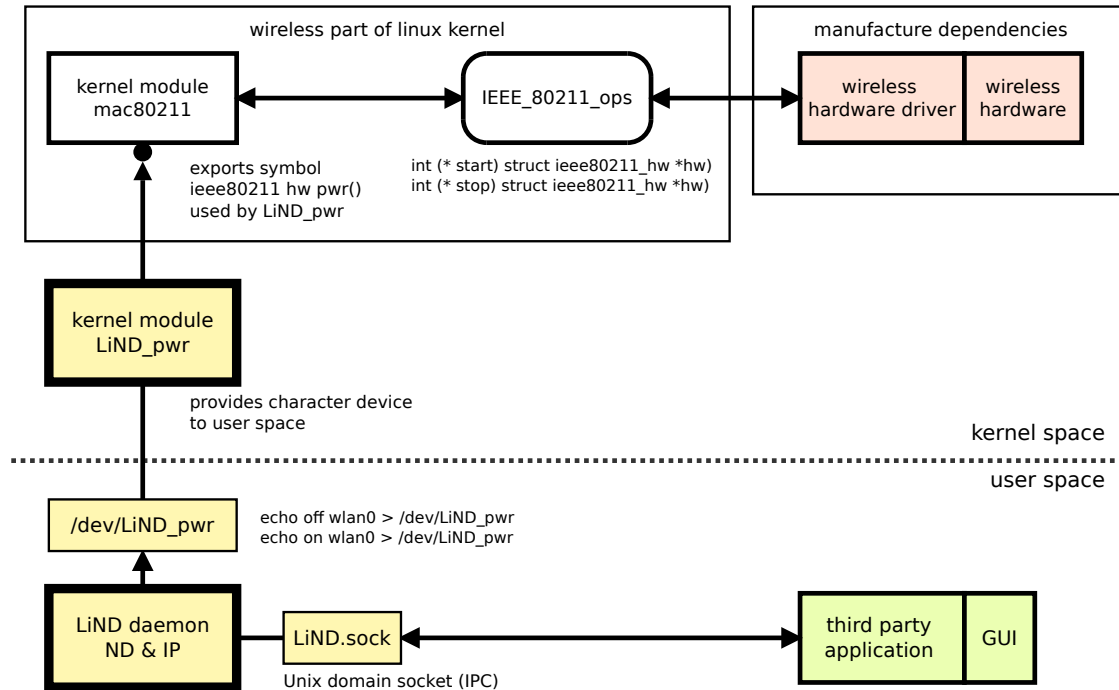 wireless part of linux kernel
manufacture dependencies
kernel module
mac80211
IEEE_80211_ops
wireless
hardware driver
wireless
hardware
exports symbol
ieee80211 hw pwr()
used by LiND_pwr
int (* start) struct ieee80211_hw *hw)
int (* stop) struct ieee80211_hw *hw)
kernel module
LiND_pwr
provides character device
to user space
kernel space
user space
/dev/LiND_pwr
echo off wlan0 > /dev/LiND_pwr
echo on wlan0 > /dev/LiND_pwr
LiND daemon
ND & IP
LiND.sock
Unix domain socket (IPC)
third party
application
GUI